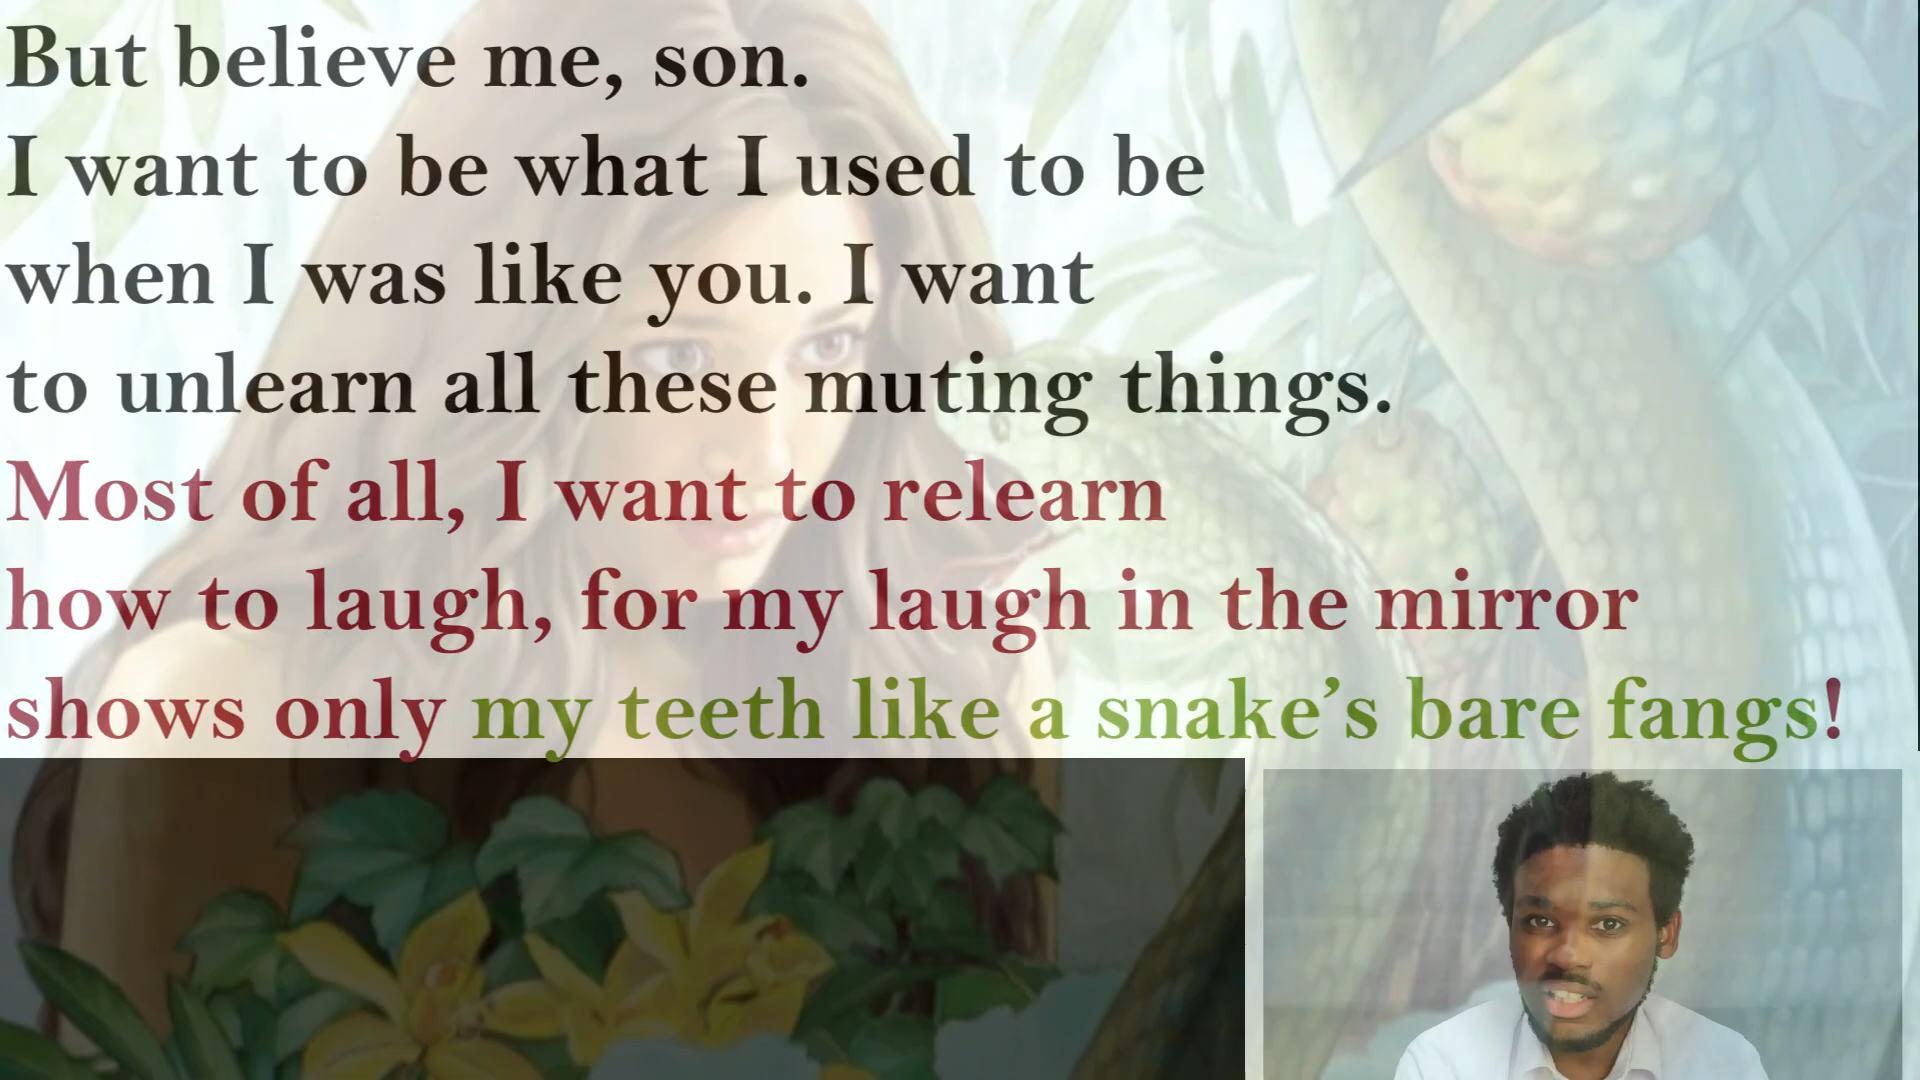 But believe me, son.
I want to be what I used to be
when I was like you. I want
to unlearn all these muting things.
Most of all, I want to relearn
how to laugh, for my laugh in the mirror
shows only my teeth like a snake’s bare fangs!